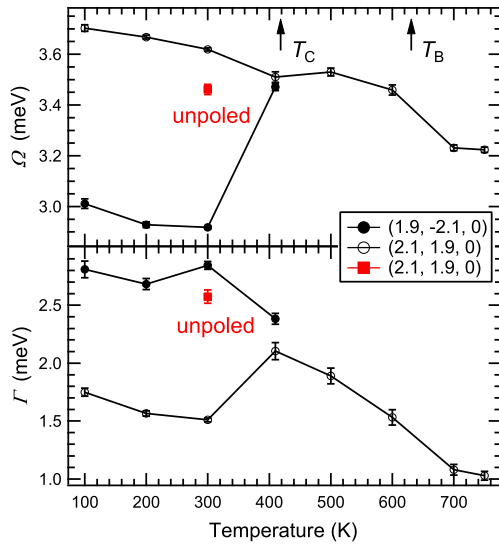 3.6
3.4
3.2
3.0
Ω (meV)
T_C
T_B
unpoled
(1.9, -2.1, 0)
(2.1, 1.9, 0)
(2.1, 1.9, 0)
2.5
2.0
1.5
1.0
Γ (meV)
unpoled
100 200 300 400 500 600 700
Temperature (K)